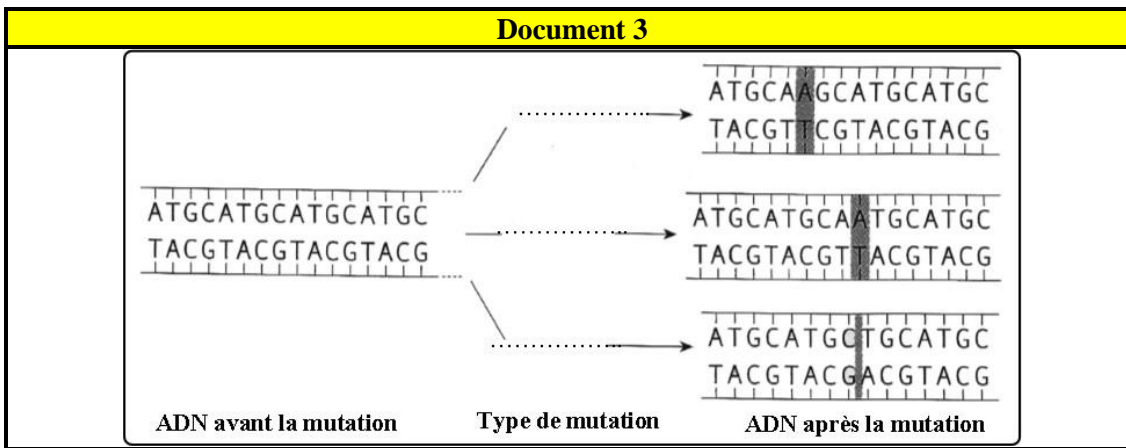 Document 3
ATGCAAGCATGCATGC
TACGTTCGTACGTACG
ATGCATGCATGCATGC
TACGTACGTACGTACG
ATGCATGCAATGCATGC
TACGTACGTTACGTACG
ATGCATGCTGCATGC
TACGTACGACGTACG
ADN avant la mutation
Type de mutation
ADN après la mutation